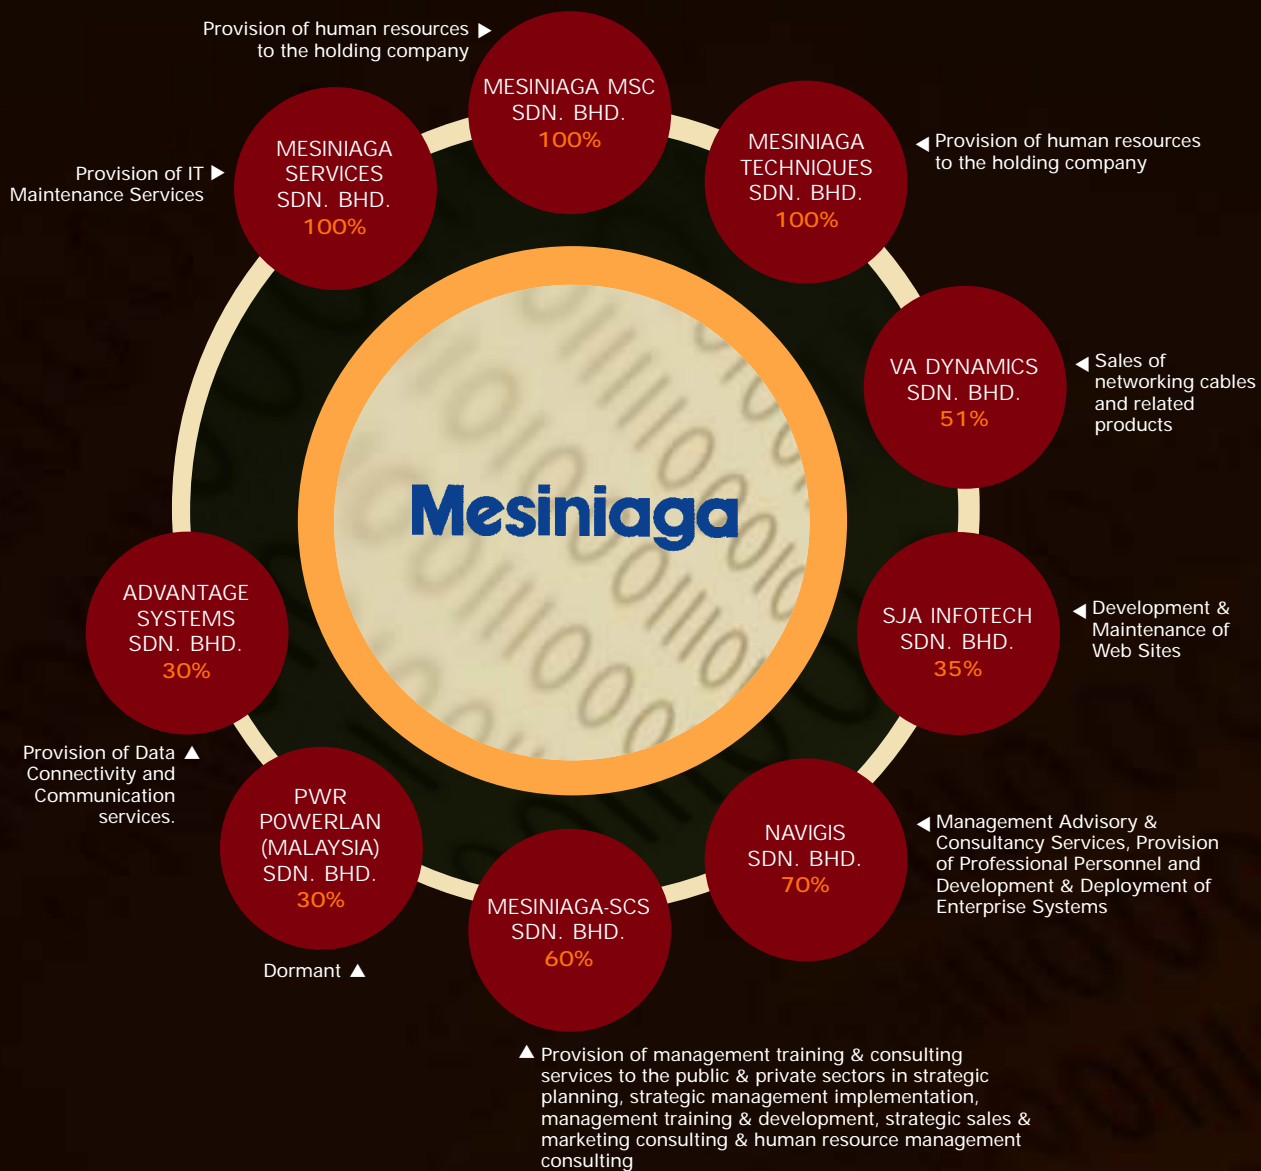 Provision of human resources
to the holding company
MESINIAGA MSC
SDN. BHD.
100%
MESINIAGA
TECHNIQUES
SDN. BHD.
100%
Provision of human resources
to the holding company
MESINIAGA
SERVICES
SDN. BHD.
100%
Provision of IT
Maintenance Services
VA DYNAMICS
SDN. BHD.
51%
Sales of
networking cables
and related
products
Mesiniaga
ADVANTAGE
SYSTEMS
SDN. BHD.
30%
Provision of Data
Connectivity and
Communication
services.
SJA INFOTECH
SDN. BHD.
35%
Development &
Maintenance of
Web Sites
PWR
POWERLAN
(MALAYSIA)
SDN. BHD.
30%
Dormant
NAVIGIS
SDN. BHD.
70%
Management Advisory &
Consultancy Services, Provision
of Professional Personnel and
Development & Deployment of
Enterprise Systems
MESINIAGA-SCS
SDN. BHD.
60%
Provision of management training & consulting
services to the public & private sectors in strategic
planning, strategic management implementation,
management training & development, strategic sales &
marketing consulting & human resource management
consulting